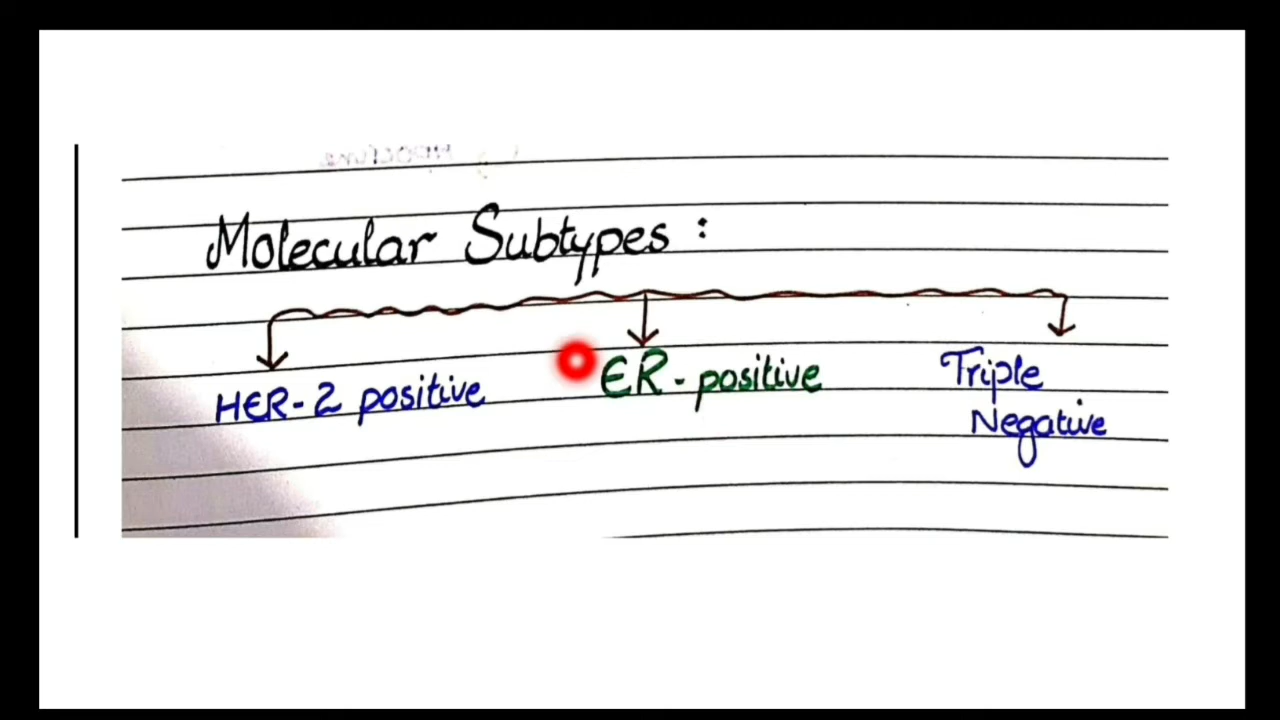 Molecular Subtypes :
HER-2 positive
ER - positive
Triple
Negative